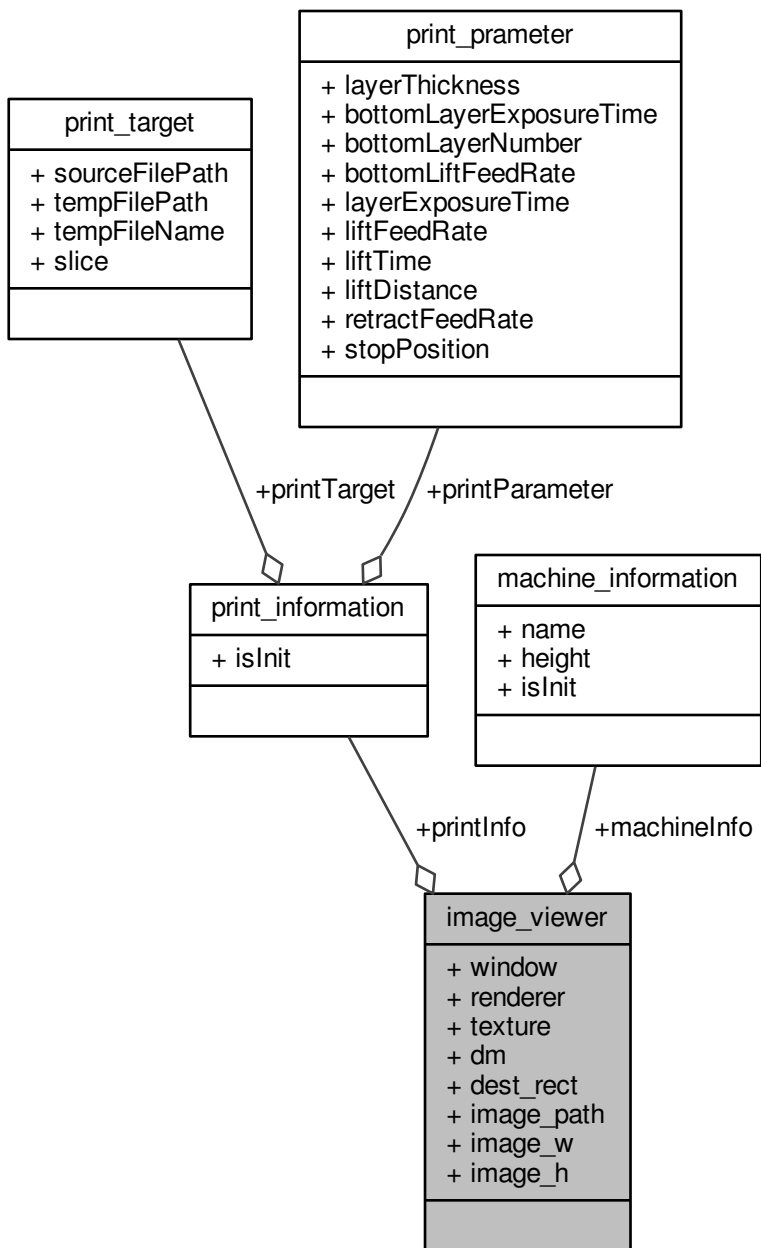 print_prameter
+ layerThickness
+ bottomLayerExposureTime
+ bottomLayerNumber
+ bottomLiftFeedRate
+ layerExposureTime
+ liftFeedRate
+ liftTime
+ liftDistance
+ retractFeedRate
+ stopPosition
print_target
+ sourceFilePath
+ tempFilePath
+ tempFileName
+ slice
+printTarget
+printParameter
print_information
+ isInit
machine_information
+ name
+ height
+ isInit
+printInfo
+machineInfo
image_viewer
+ window
+ renderer
+ texture
+ dm
+ dest_rect
+ image_path
+ image_w
+ image_h